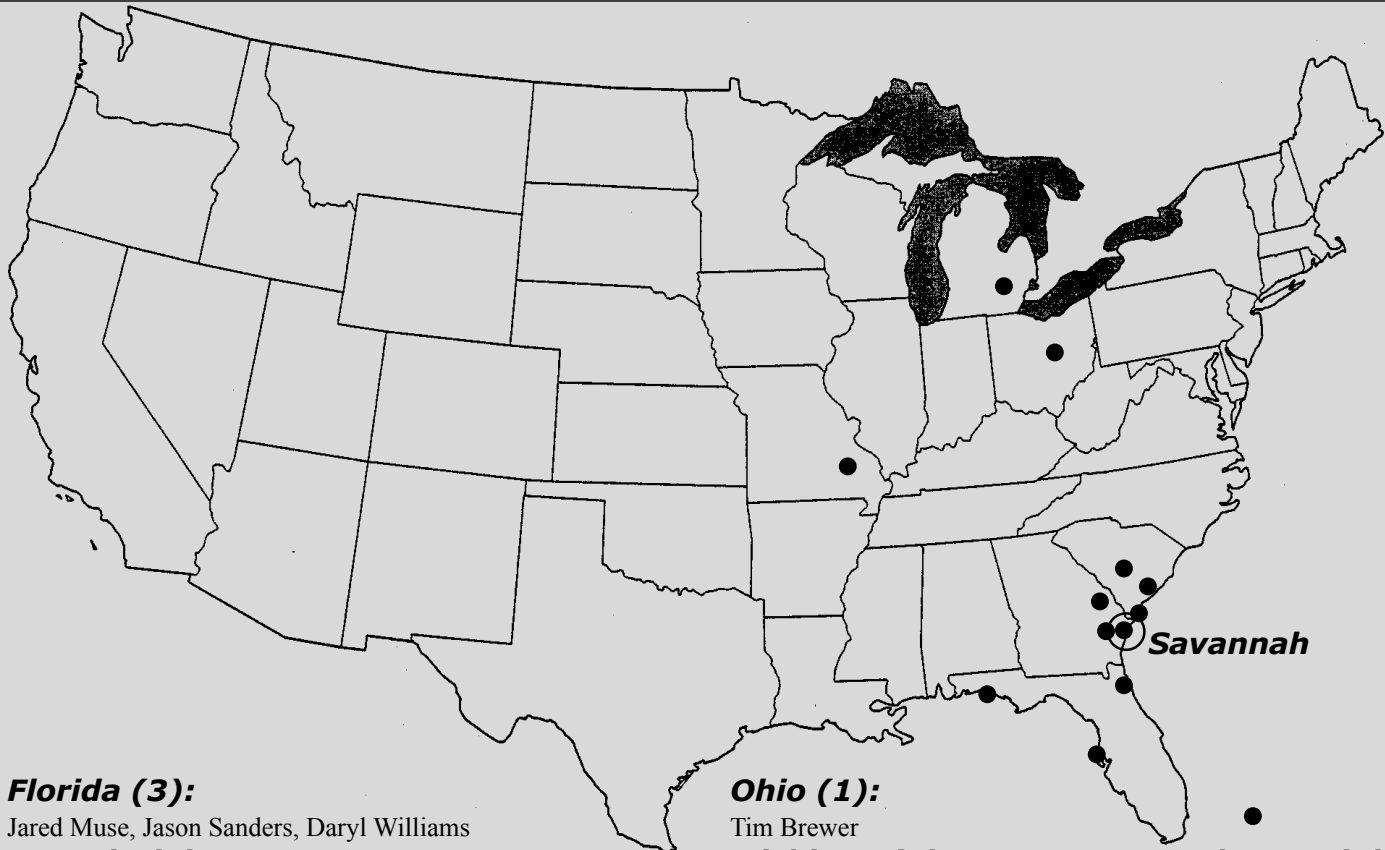 Savannah
Florida (3):
Jared Muse, Jason Sanders, Daryl Williams
Ohio (1):
Tim Brewer